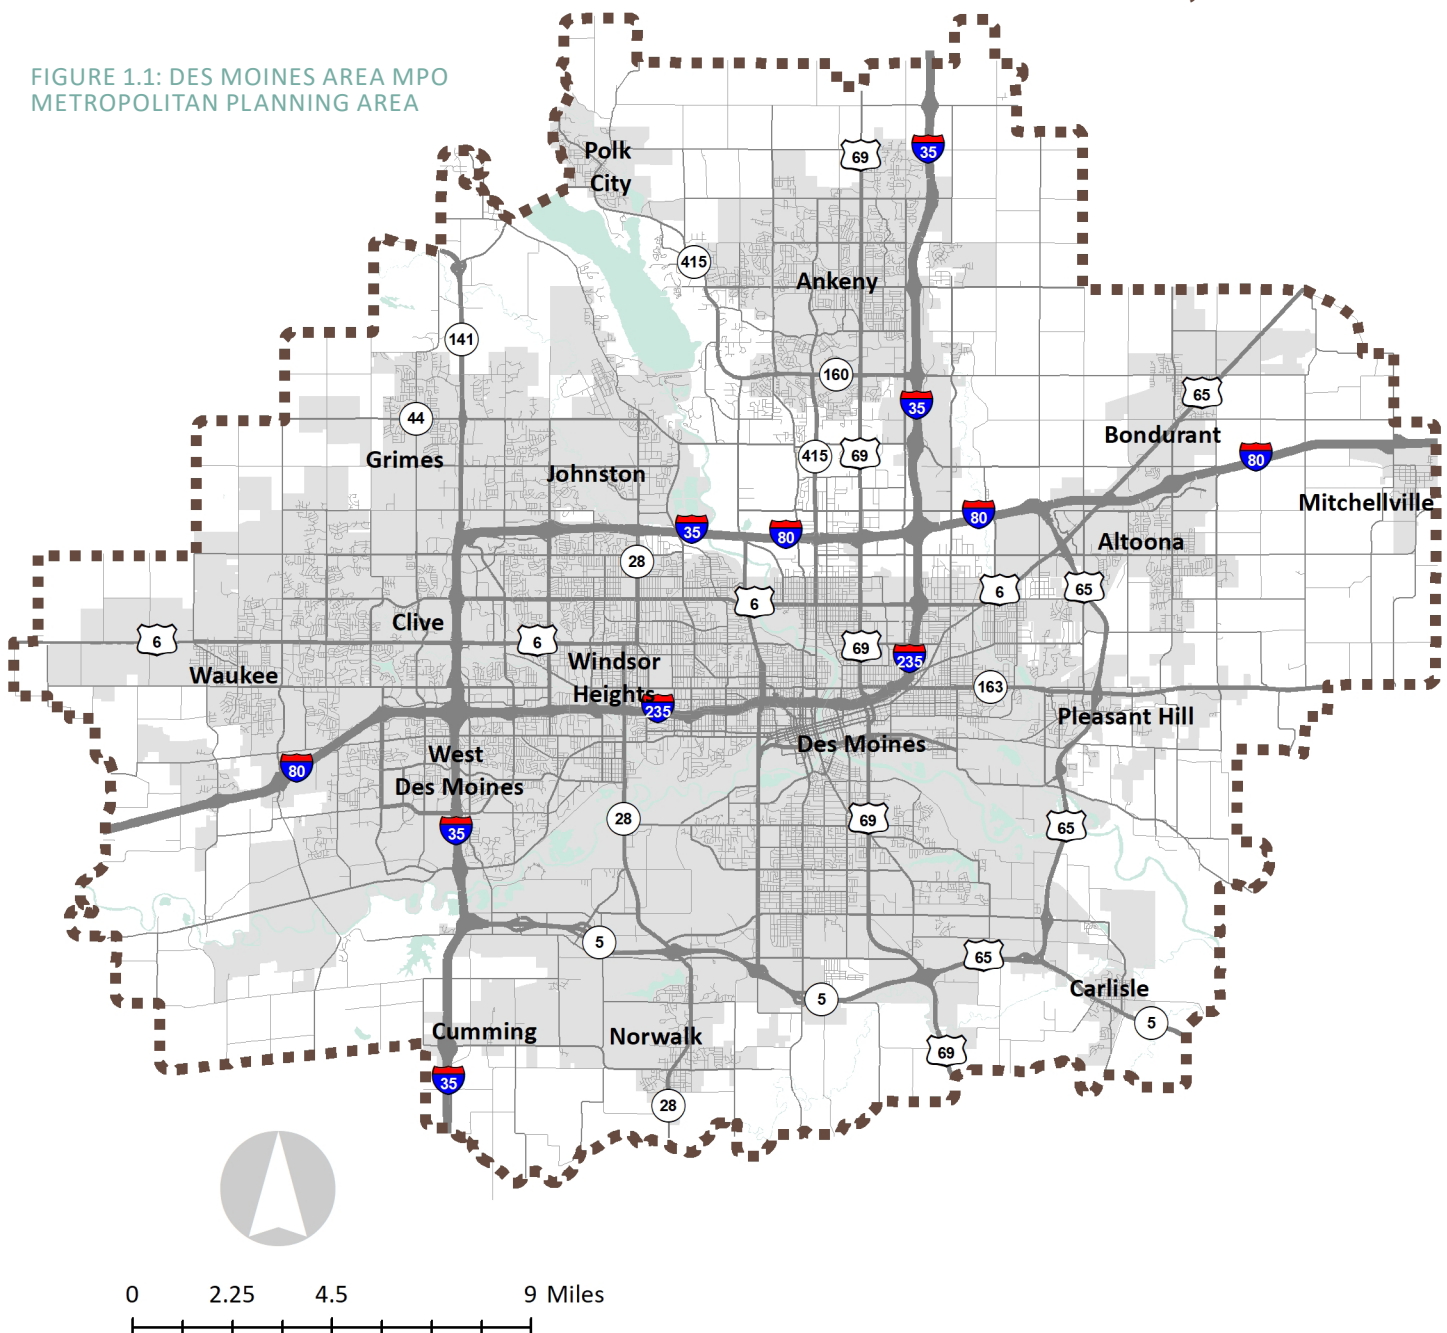 FIGURE 1.1: DES MOINES AREA MPO
METROPOLITAN PLANNING AREA
Polk
City
69
35
415
Ankeny
141
160
65
35
44
Bondurant
Grimes
415
69
80
Johnston
Mitchellville
35
80
80
Altoona
28
6
6
65
Clive
6
6
69
Windsor
Heights
235
Waukee
163
235
Pleasant Hill
Des Moines
West
Des Moines
80
28
69
65
35
5
65
Carlisle
5
5
Cumming
Norwalk
69
35
28
0 2.25 4.5 9 Miles